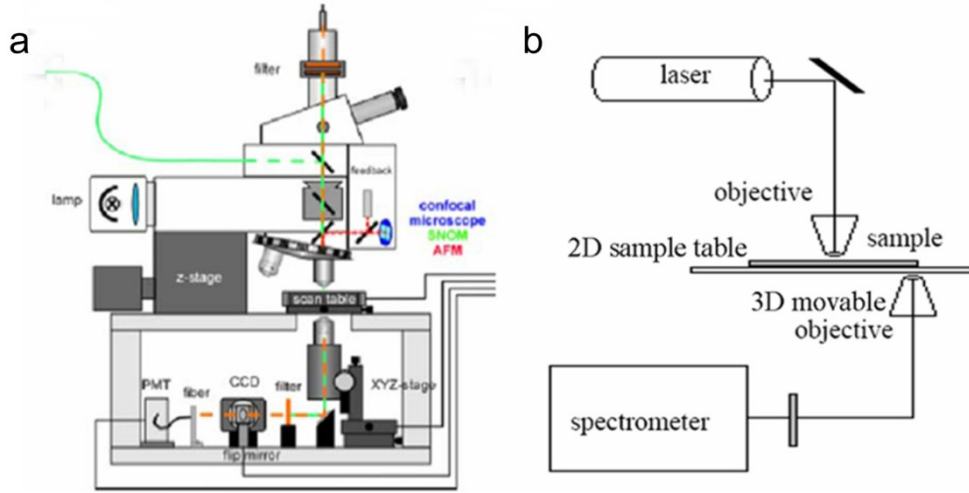 a
filter
lamp
feedback
confocal
microscope
SNOM
AFM
z-stage
scan table
PMT
fiber
CCD
filter
XYZ-stage
flip mirror
b
laser
objective
2D sample table
sample
3D movable
objective
spectrometer